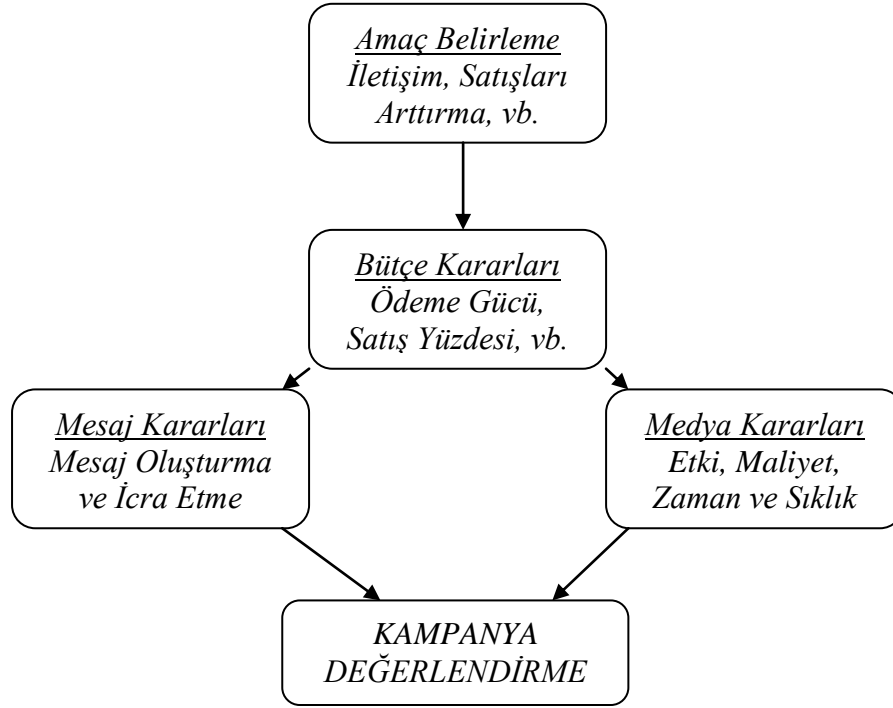 Amaç Belirleme
İletişim, Satışları
Arttırma, vb.
Bütçe Kararları
Ödeme Gücü,
Satış Yüzdesi, vb.
Mesaj Kararları
Mesaj Oluşturma
ve İcra Etme
Medya Kararları
Etki, Maliyet,
Zaman ve Sıklık
KAMPANYA
DEĞERLENDİRME